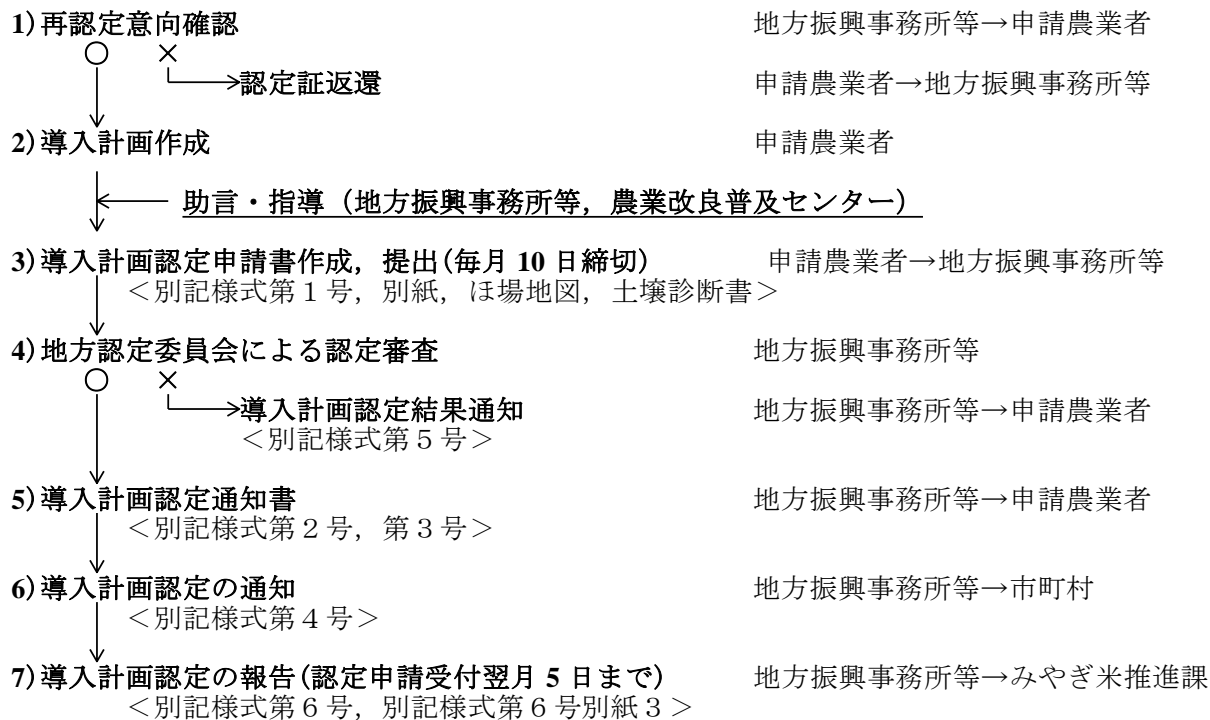 1)再認定意向確認 地方振興事務所等→申請農業者
○ ×
認定証返還 申請農業者→地方振興事務所等
2)導入計画作成 申請農業者
助言・指導（地方振興事務所等，農業改良普及センター）
3)導入計画認定申請書作成，提出(毎月 10 日締切) 申請農業者→地方振興事務所等
＜別記様式第１号，別紙，ほ場地図，土壌診断書＞
4)地方認定委員会による認定審査 地方振興事務所等
○ ×
導入計画認定結果通知 地方振興事務所等→申請農業者
＜別記様式第５号＞
5)導入計画認定通知書 地方振興事務所等→申請農業者
＜別記様式第２号，第３号＞
6)導入計画認定の通知 地方振興事務所等→市町村
＜別記様式第４号＞
7)導入計画認定の報告(認定申請受付翌月 5 日まで) 地方振興事務所等→みやぎ米推進課
＜別記様式第６号，別記様式第６号別紙３＞